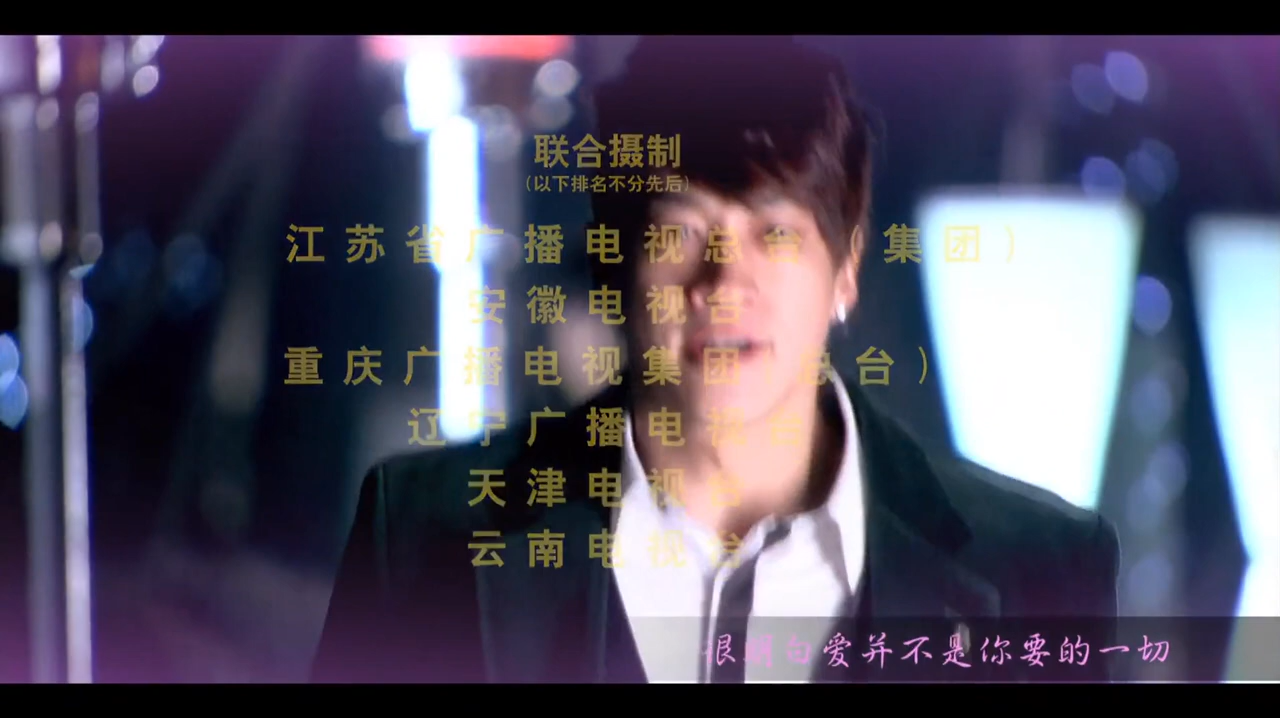 联合摄制
（以下排名不分先后）
江苏省广播电视总台（集团）
安徽电视台
重庆广播电视集团（总台）
辽宁广播电视台
天津电视台
云南电视台
很明白爱并不是你要的一切